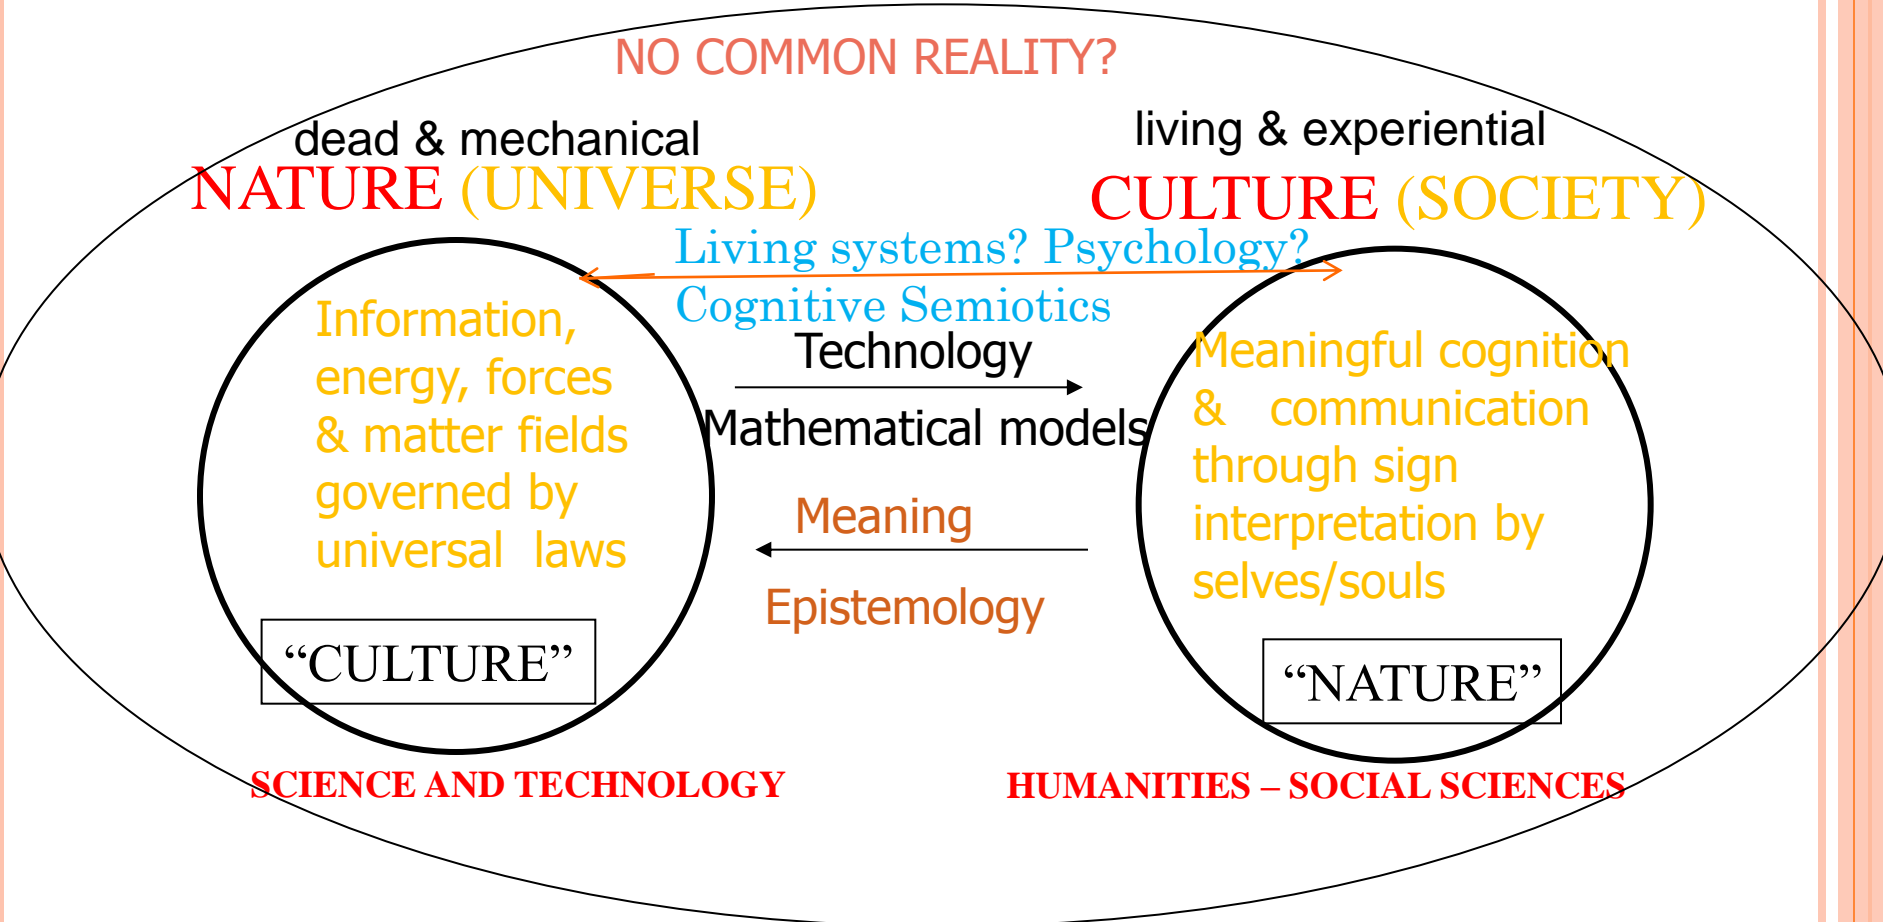 NO COMMON REALITY?
dead & mechanical
NATURE (UNIVERSE)
living & experiential
CULTURE (SOCIETY)
Living systems? Psychology?
Cognitive Semiotics
Information,
energy, forces
& matter fields
governed by
universal laws
“CULTURE”
Technology
Mathematical models
Meaning
Epistemology
Meaningful cognition
& communication
through sign
interpretation by
selves/souls
“NATURE”
SCIENCE AND TECHNOLOGY
HUMANITIES – SOCIAL SCIENCES